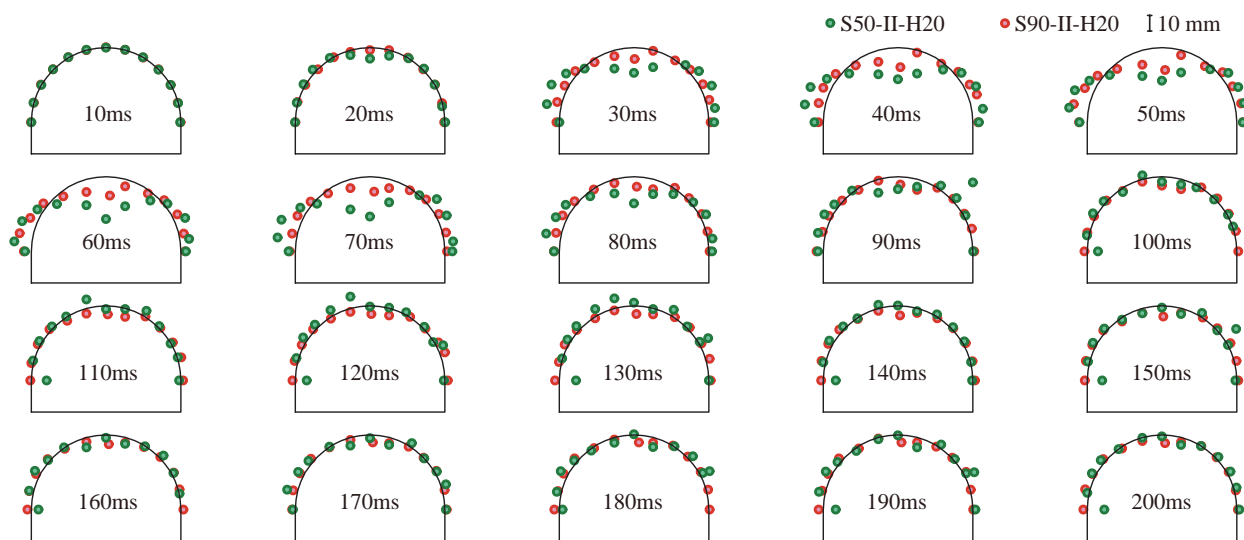 S50-II-H20 S90-II-H20 10 mm
10ms 20ms 30ms 40ms 50ms
60ms 70ms 80ms 90ms 100ms
110ms 120ms 130ms 140ms 150ms
160ms 170ms 180ms 190ms 200ms